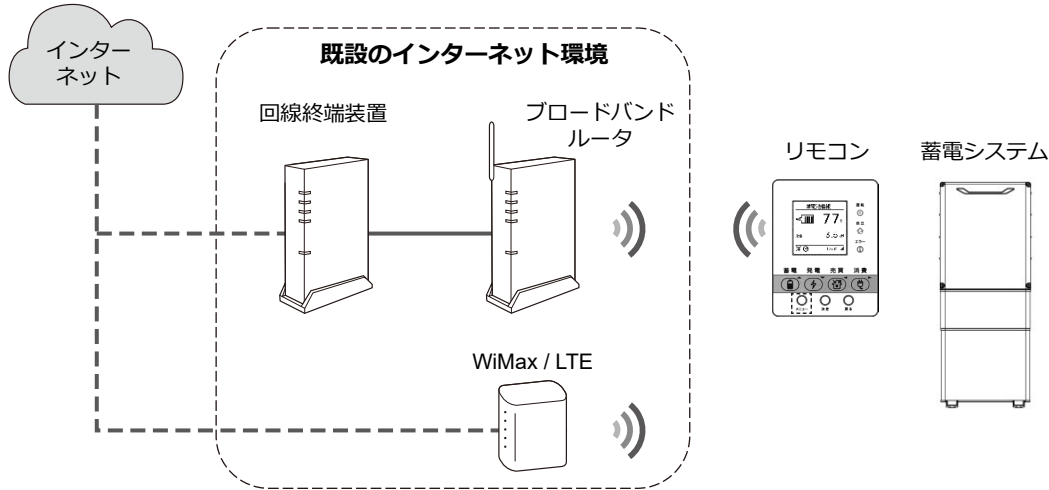 インター
ネット
既設のインターネット環境
回線終端装置
ブロードバンド
ルータ
リモコン
蓄電システム
77
蓄電 発電 売買 消費
WiMax / LTE